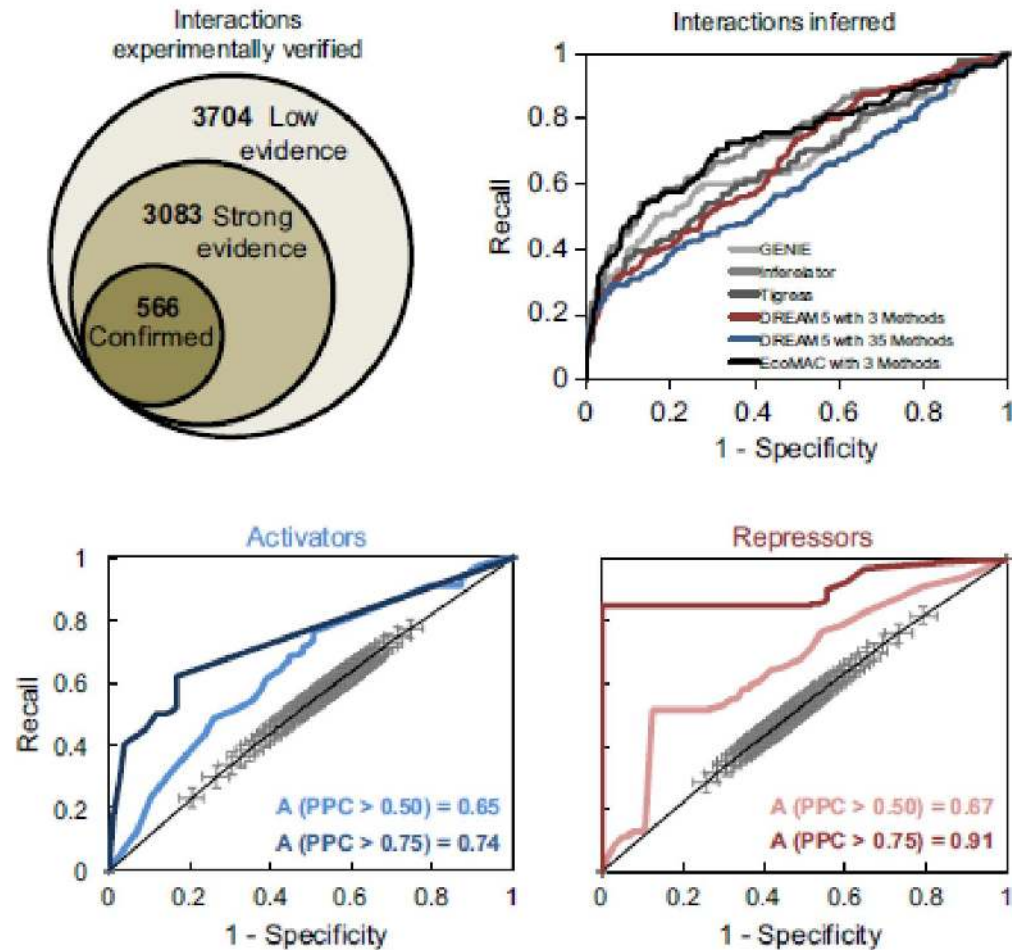 Interactions
experimentally verified
3704 Low
evidence
3083 Strong
evidence
566
Confirmed
Interactions inferred
1
0.8
0.6
0.4
0.2
0
Recall
GENIE
Inferelator
Tigress
DREAM5 with 3 Methods
DREAM5 with 35 Methods
EcoMAC with 3 Methods
0 0.2 0.4 0.6 0.8 1
1 - Specificity
Activators
1
0.8
0.6
0.4
0.2
0
Recall
A (PPC > 0.50) = 0.65
A (PPC > 0.75) = 0.74
0 0.2 0.4 0.6 0.8 1
1 - Specificity
Repressors
A (PPC > 0.50) = 0.67
A (PPC > 0.75) = 0.91
0 0.2 0.4 0.6 0.8 1
1 - Specificity